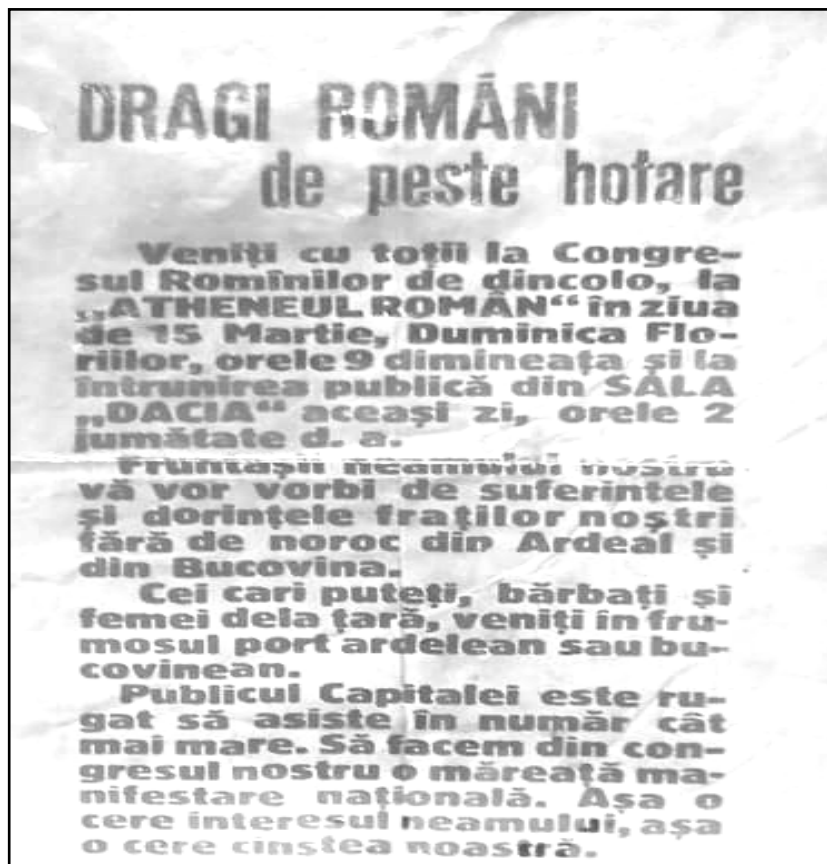 DRAGI ROMÂNI
de peste hotare
Veniți cu toții la Congre-
sul Romînilor de dincolo, la
„ATHENEUL ROMÂN“ în ziua
de 15 Martie, Duminica Flo-
riilor, orele 9 dimineața și la
întrunirea publică din SALA
„DACIA“ aceași zi, orele 2
jumătate d. a.
Fruntașii neamului nostru
vă vor vorbi de suferințele
și dorințele fraților noștri
fără de noroc din Ardeal și
din Bucovina.
Cei cari puteți, bărbați și
femei dela țară, veniți în fru-
mosul port ardelean sau bu-
covinean.
Publicul Capitalei este ru-
gat să asiste în număr cât
mai mare. Să facem din con-
gresul nostru o măreață ma-
nifestare națională. Așa o
cere interesul neamului, așa
o cere cinstea noastră.